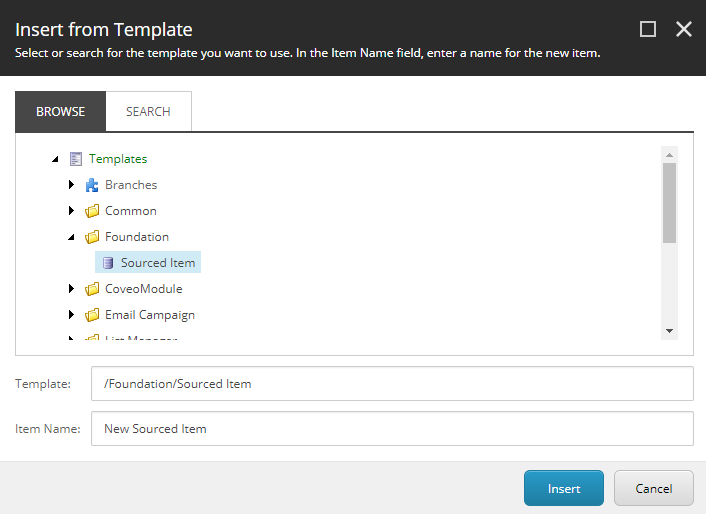 Insert from Template
Select or search for the template you want to use. In the Item Name field, enter a name for the new item.
BROWSE SEARCH
Templates
Branches
Common
Foundation
Sourced Item
CoveoModule
Email Campaign
List Manager
Template: /Foundation/Sourced Item
Item Name: New Sourced Item
Insert Cancel